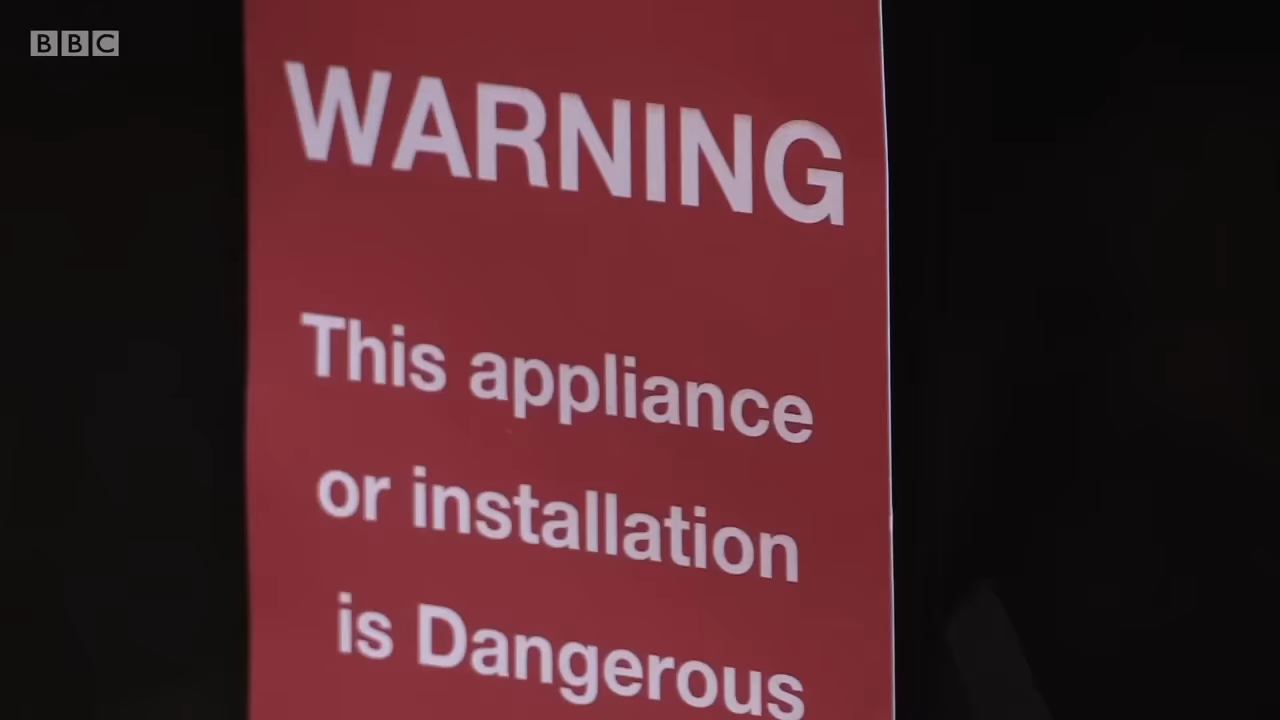 BBC
WARNING
This appliance
or installation
is Dangerous